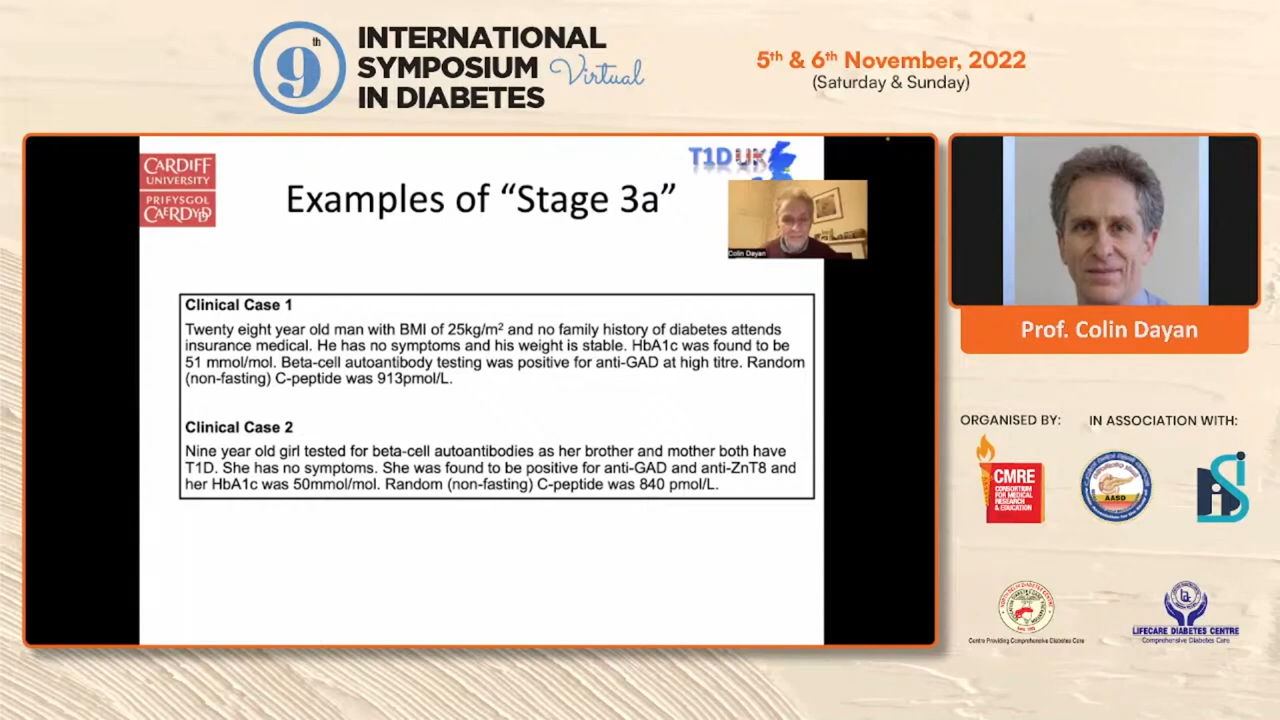 9th
INTERNATIONAL
SYMPOSIUM Virtual
IN DIABETES
5th & 6th November, 2022
(Saturday & Sunday)
CARDIFF
UNIVERSITY
PRIFYSGOL
CAERDYDD
T1D UK
Examples of “Stage 3a”
Colin Dayan
Clinical Case 1
Twenty eight year old man with BMI of 25kg/m² and no family history of diabetes attends
insurance medical. He has no symptoms and his weight is stable. HbA1c was found to be
51 mmol/mol. Beta-cell autoantibody testing was positive for anti-GAD at high titre. Random
(non-fasting) C-peptide was 913pmol/L.
Clinical Case 2
Nine year old girl tested for beta-cell autoantibodies as her brother and mother both have
T1D. She has no symptoms. She was found to be positive for anti-GAD and anti-ZnT8 and
her HbA1c was 50mmol/mol. Random (non-fasting) C-peptide was 840 pmol/L.
Prof. Colin Dayan
ORGANISED BY:
IN ASSOCIATION WITH:
CMRE
CONSORTIUM
FOR MEDICAL
RESEARCH
& EDUCATION
AASD
Centre Providing Comprehensive Diabetes Care
LIFECARE DIABETES CENTRE
Comprehensive Diabetes Care